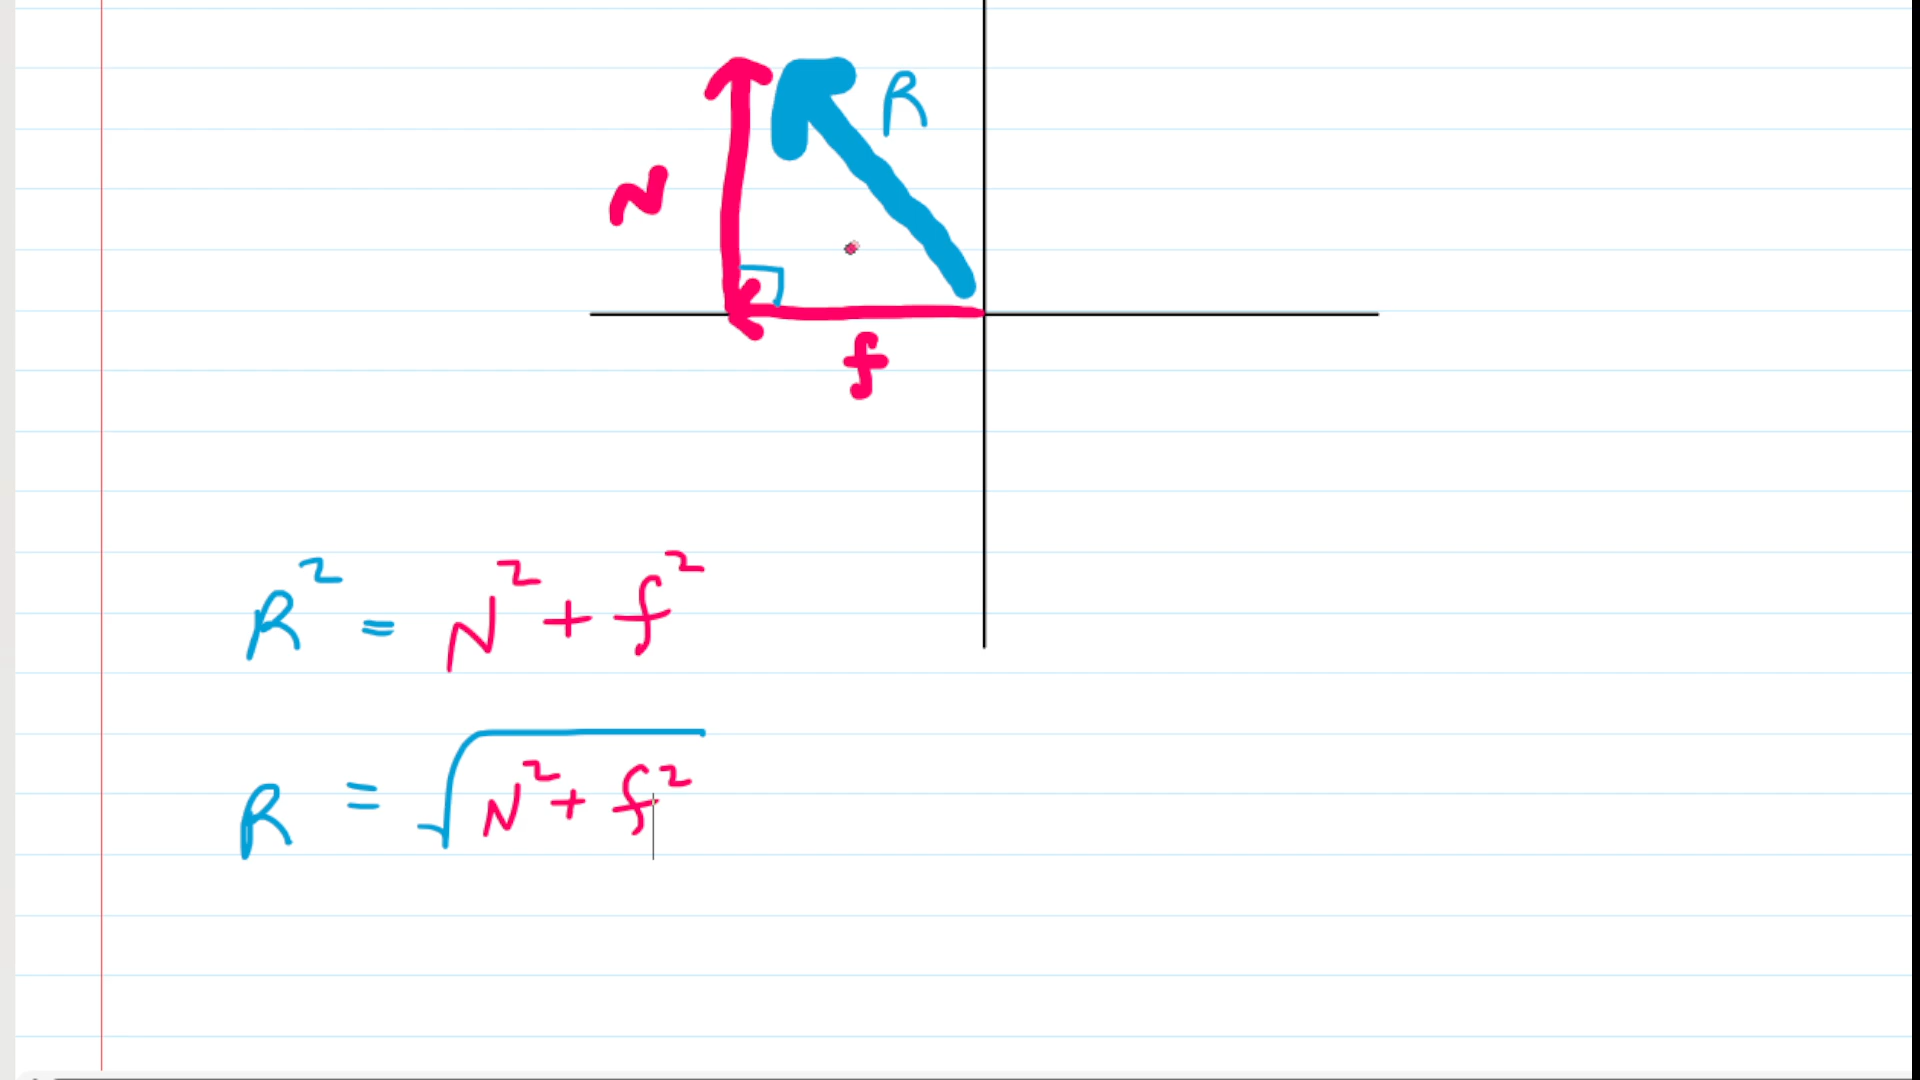 R
N
f
R² = N² + f²
R = √(N² + f²)